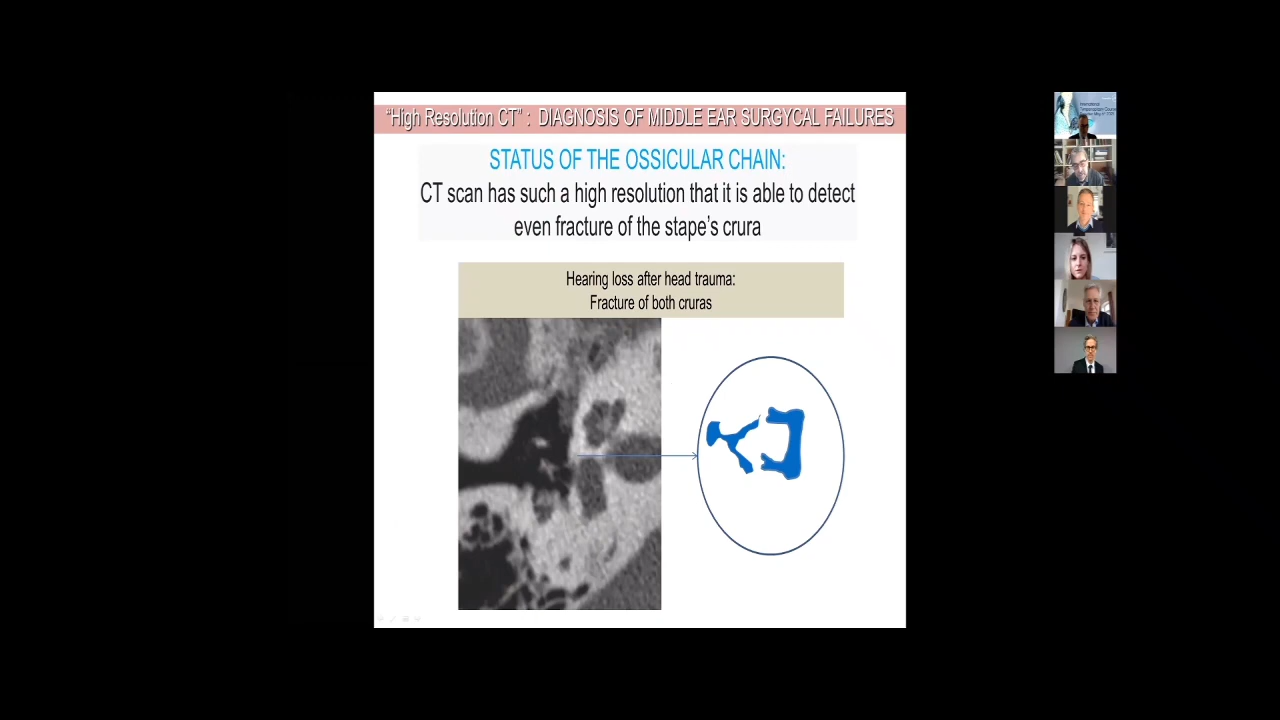 "High Resolution CT" : DIAGNOSIS OF MIDDLE EAR SURGYCAL FAILURES
STATUS OF THE OSSICULAR CHAIN:
CT scan has such a high resolution that it is able to detect
even fracture of the stape's crura
Hearing loss after head trauma:
Fracture of both cruras
International